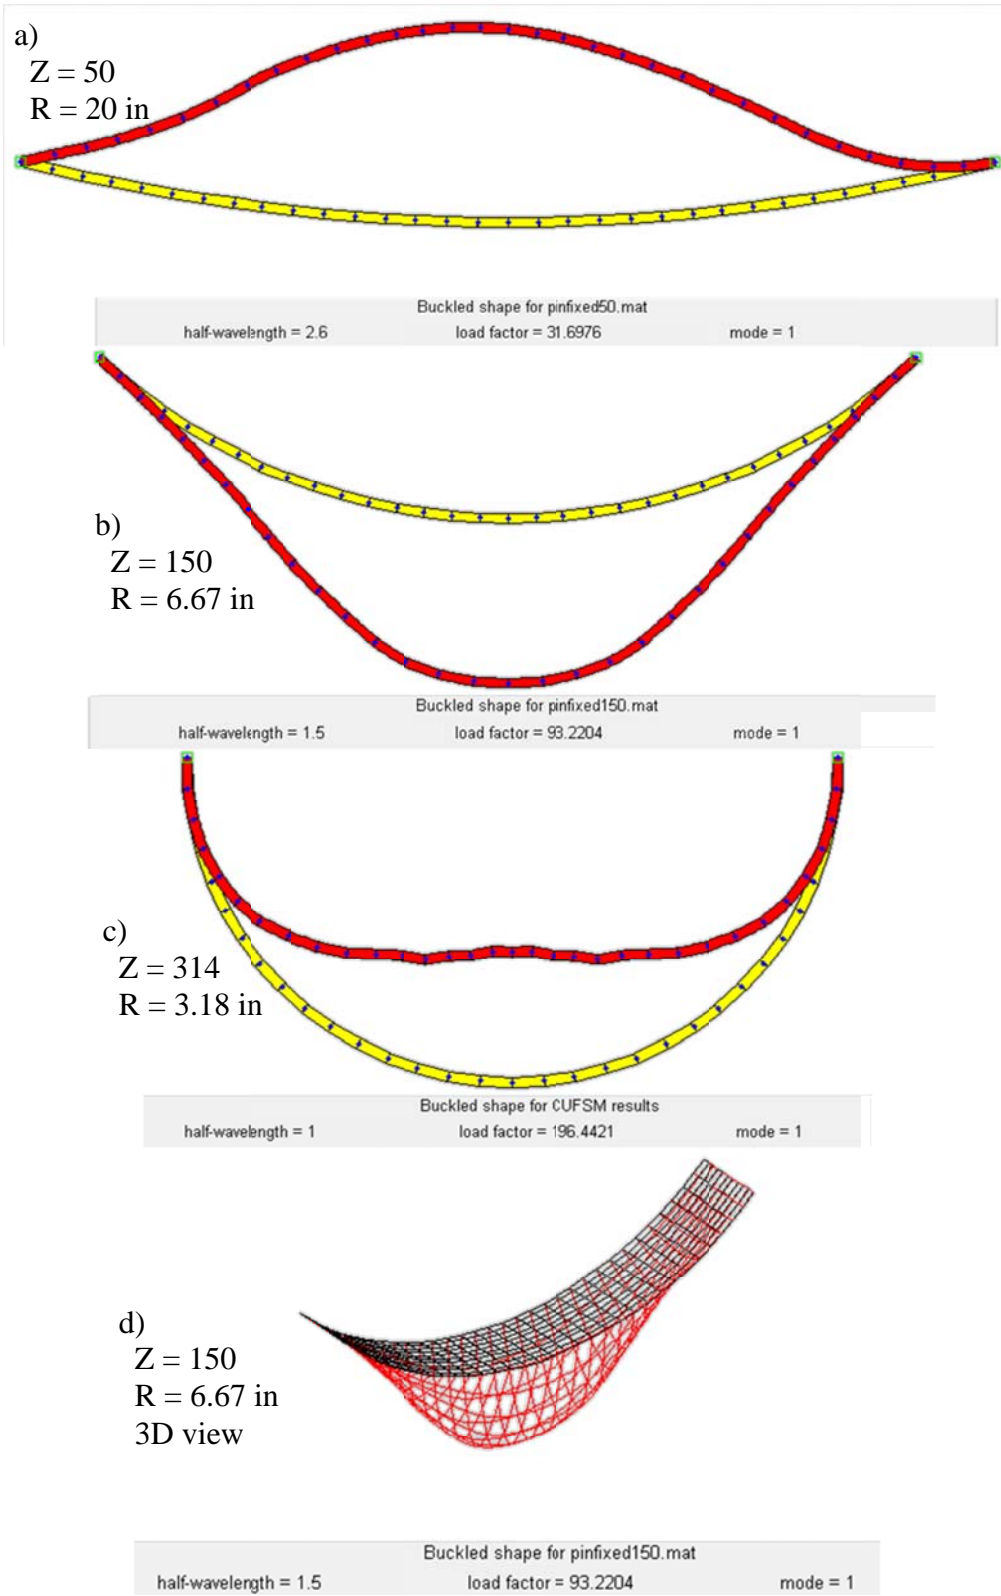 a)
Z = 50
R = 20 in
Buckled shape for pinfixed50.mat
half-wavelength = 2.6 load factor = 31.6976 mode = 1
b)
Z = 150
R = 6.67 in
Buckled shape for pinfixed150.mat
half-wavelength = 1.5 load factor = 93.2204 mode = 1
c)
Z = 314
R = 3.18 in
Buckled shape for CUFSM results
half-wavelength = 1 load factor = 196.4421 mode = 1
d)
Z = 150
R = 6.67 in
3D view
Buckled shape for pinfixed150.mat
half-wavelength = 1.5 load factor = 93.2204 mode = 1